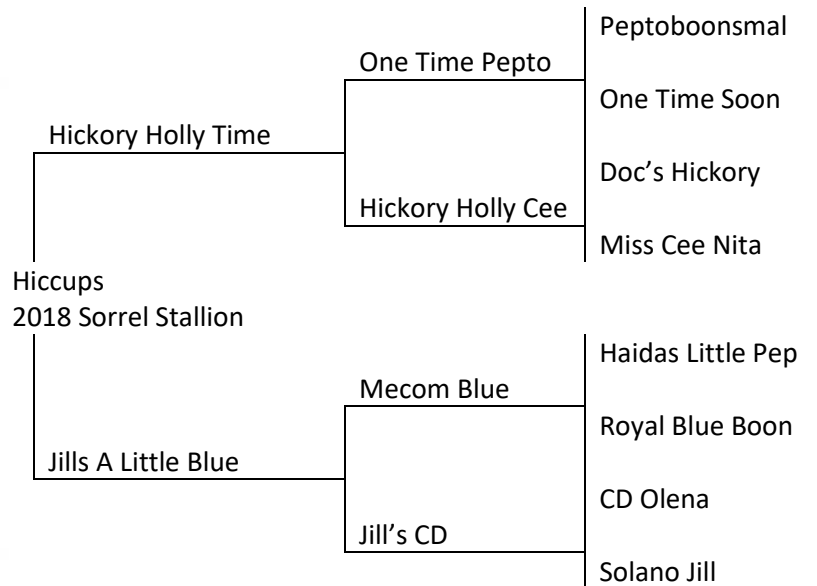 Peptoboonsmal
One Time Pepto
One Time Soon
Hickory Holly Time
Doc’s Hickory
Hickory Holly Cee
Miss Cee Nita
Hiccups
2018 Sorrel Stallion
Haidas Little Pep
Mecom Blue
Royal Blue Boon
Jills A Little Blue
CD Olena
Jill’s CD
Solano Jill